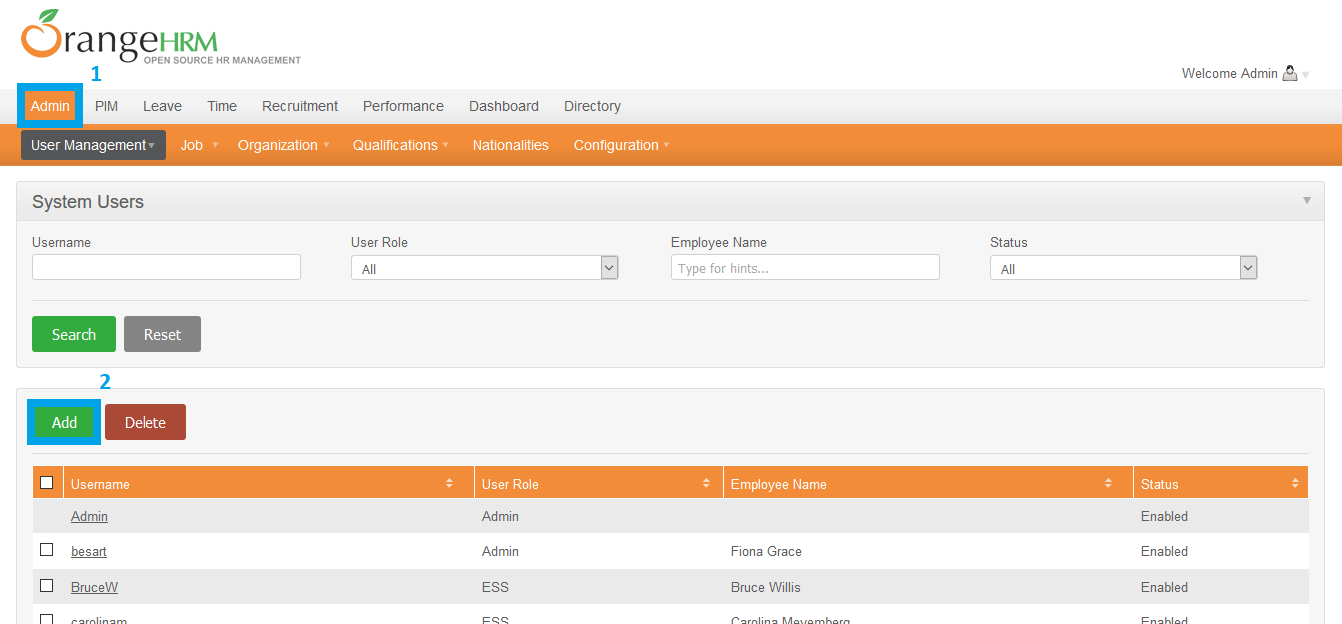 OrangeHRM
OPEN SOURCE HR MANAGEMENT
1
Welcome Admin
Admin PIM Leave Time Recruitment Performance Dashboard Directory
User Management Job Organization Qualifications Nationalities Configuration
System Users
Username User Role Employee Name Status
All Type for hints... All
Search Reset
2
Add Delete
Username User Role Employee Name Status
Admin Admin Enabled
besart Admin Fiona Grace Enabled
BruceW ESS Bruce Willis Enabled
carolinam ESS Carolina Meyemberg Enabled